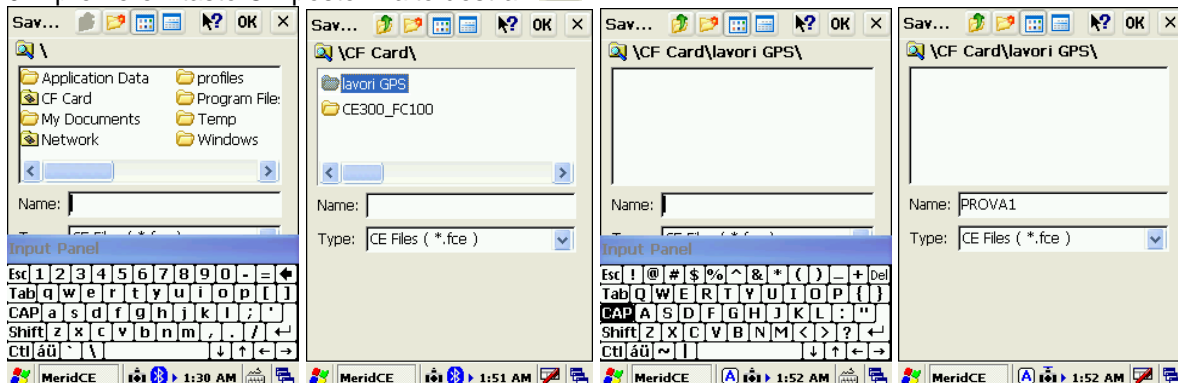 Sav... ? OK ×
\
Application Data
CF Card
My Documents
Network
profiles
Program File:
Temp
Windows
Name:
Input Panel
Esc 1 2 3 4 5 6 7 8 9 0 - =
Tab q w e r t y u i o p [ ]
CAP a s d f g h j k l ; '
Shift z x c v b n m , . /
Ctl áü ` \
MeridCE 1:30 AM
Sav... ? OK ×
\CF Card\
lavori GPS
CE300_FC100
Name:
Type: CE Files ( *.fce )
MeridCE 1:51 AM
Sav... ? OK ×
\CF Card\lavori GPS\
Name:
Input Panel
Esc ! @ # $ % ^ & * ( ) _ + Del
Tab Q W E R T Y U I O P { }
CAP A S D F G H J K L : "
Shift Z X C V B N M < > ?
Ctl áü ~ |
MeridCE A 1:52 AM
Sav... ? OK ×
\CF Card\lavori GPS\
Name: PROVA1
Type: CE Files ( *.fce )
MeridCE A 1:52 AM